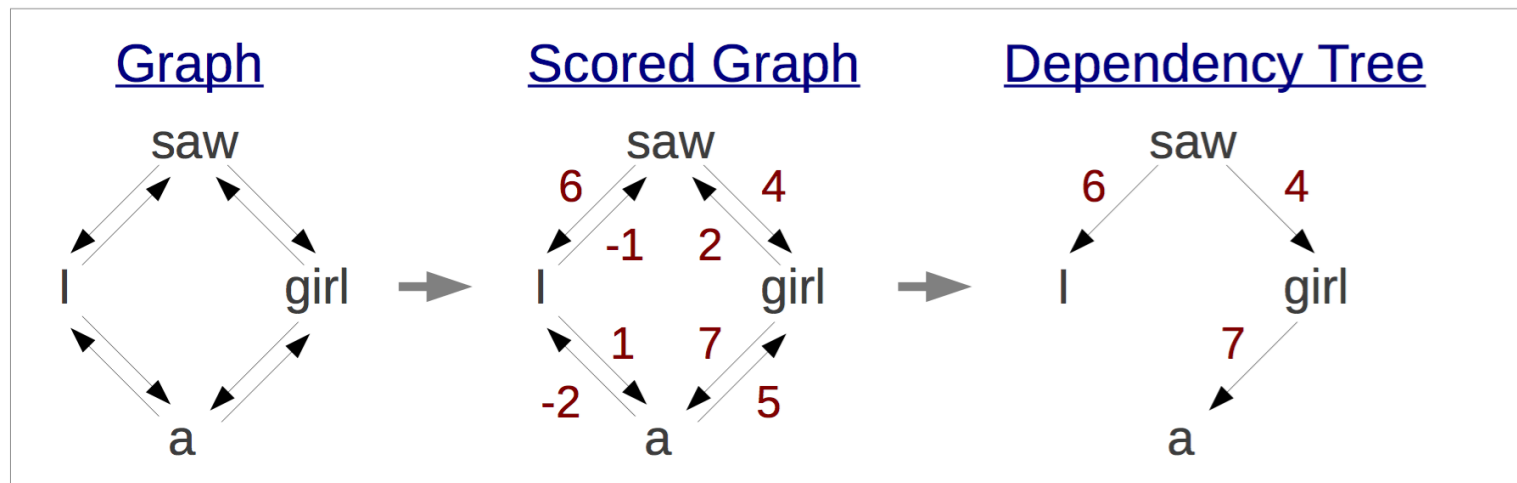 Graph
saw
I
girl
a
Scored Graph
saw
6
4
-1
2
I
girl
1
7
-2
5
a
Dependency Tree
saw
6
4
I
girl
7
a